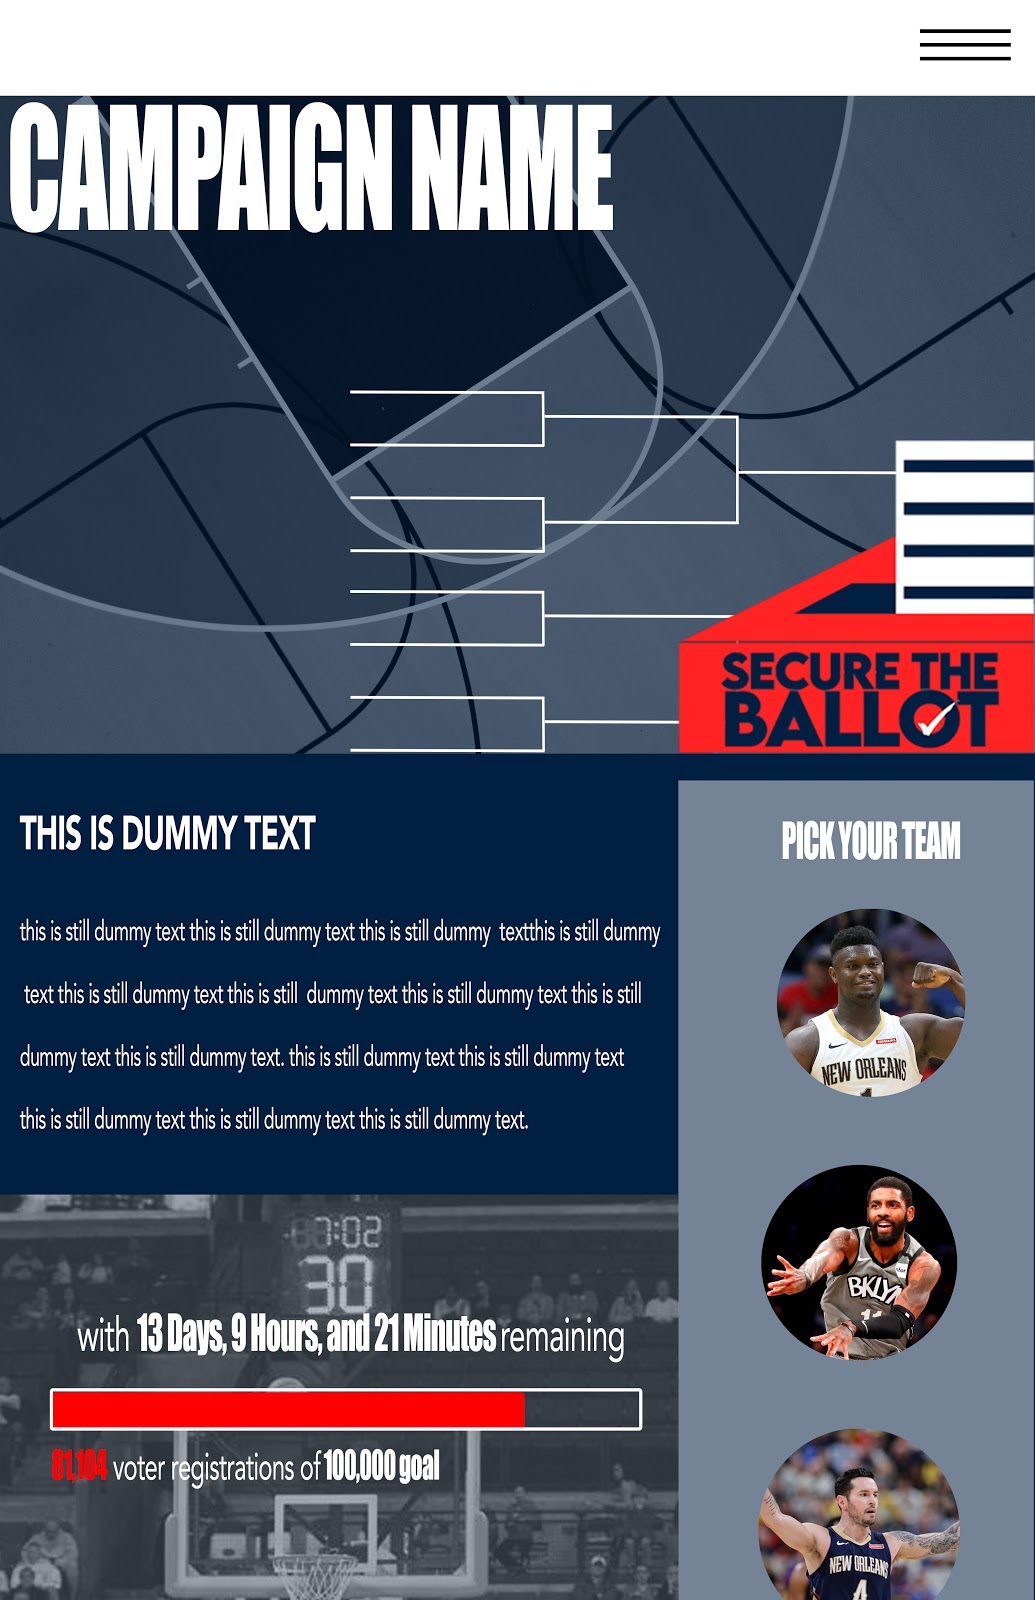 CAMPAIGN NAME
SECURE THE
BALLOT
THIS IS DUMMY TEXT
this is still dummy text this is still dummy text this is still dummy  textthis is still dummy
text this is still dummy text this is still  dummy text this is still dummy text this is still
dummy text this is still dummy text. this is still dummy text this is still dummy text
this is still dummy text this is still dummy text this is still dummy text.
7:02
30
with 13 Days, 9 Hours, and 21 Minutes remaining
81,104 voter registrations of 100,000 goal
PICK YOUR TEAM
NEW ORLEANS
1
BKLYN
11
NEW ORLEANS
4